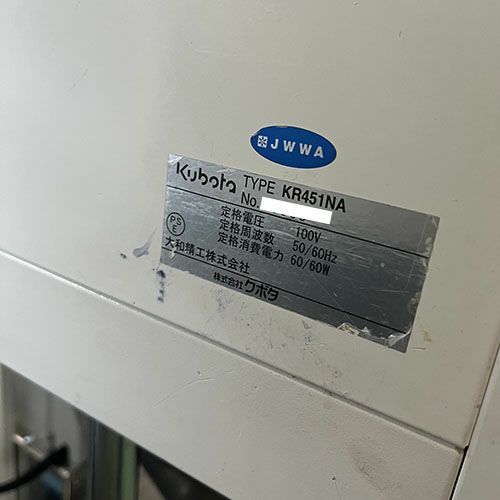 JWWA
Kubota TYPE KR451NA
No.
定格電圧 100V
定格周波数 50/60Hz
定格消費電力 60/60W
PS
E
大和精工株式会社
株式会社クボタ